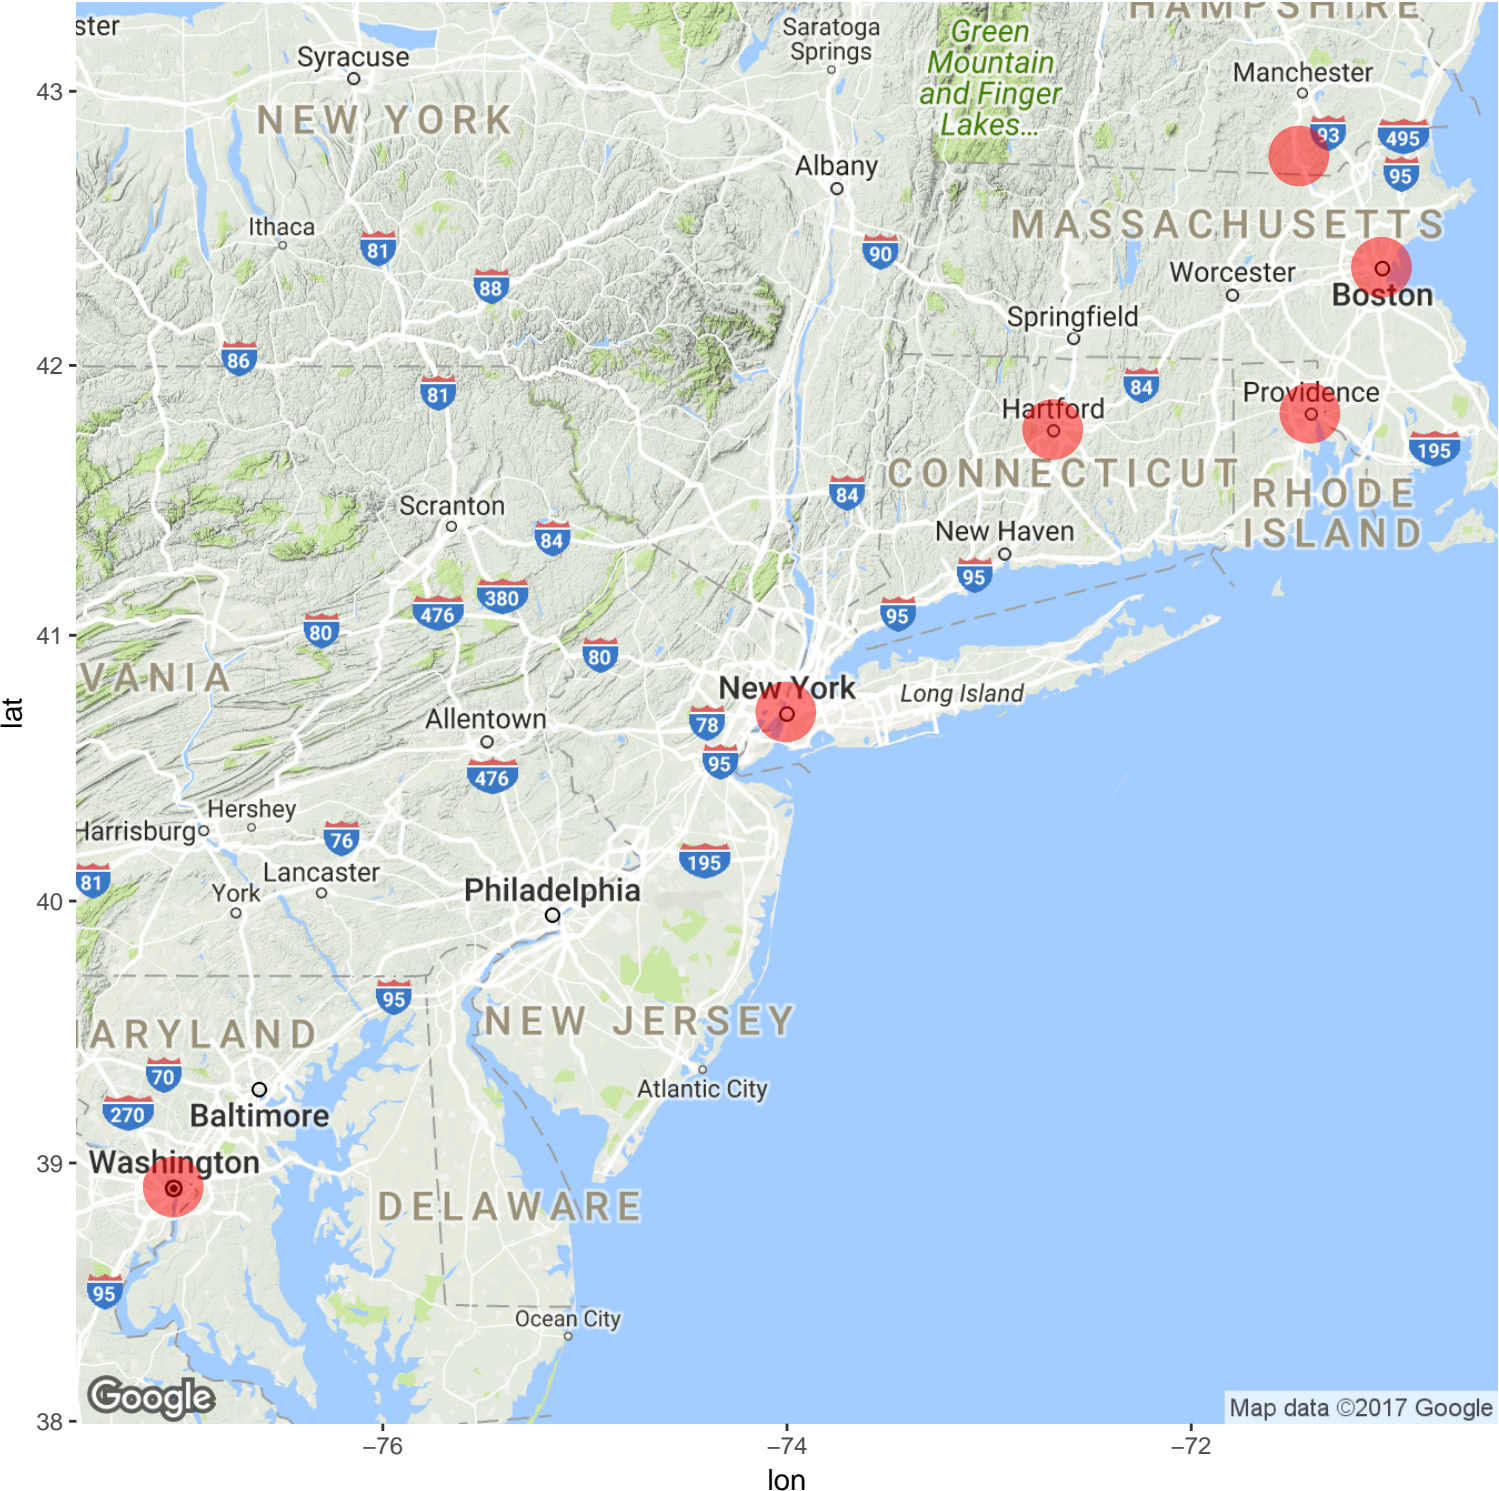 HAMPSHIRE
ster
Saratoga
Springs
Green
Mountain
and Finger
Lakes...
Syracuse
Manchester
43
NEW YORK
93
495
95
Albany
Ithaca
81
90
MASSACHUSETTS
88
Worcester
Boston
Springfield
86
42
81
84
Providence
Hartford
195
CONNECTICUT
RHODE
ISLAND
84
Scranton
84
New Haven
95
380
476
95
80
41
80
VANIA
New York
Long Island
lat
Allentown
78
95
476
Hershey
Harrisburg
76
195
81
Lancaster
York
Philadelphia
40
95
NEW JERSEY
ARYLAND
70
Atlantic City
270
Baltimore
39
Washington
DELAWARE
95
Ocean City
Google
Map data ©2017 Google
38
−76
−74
−72
lon